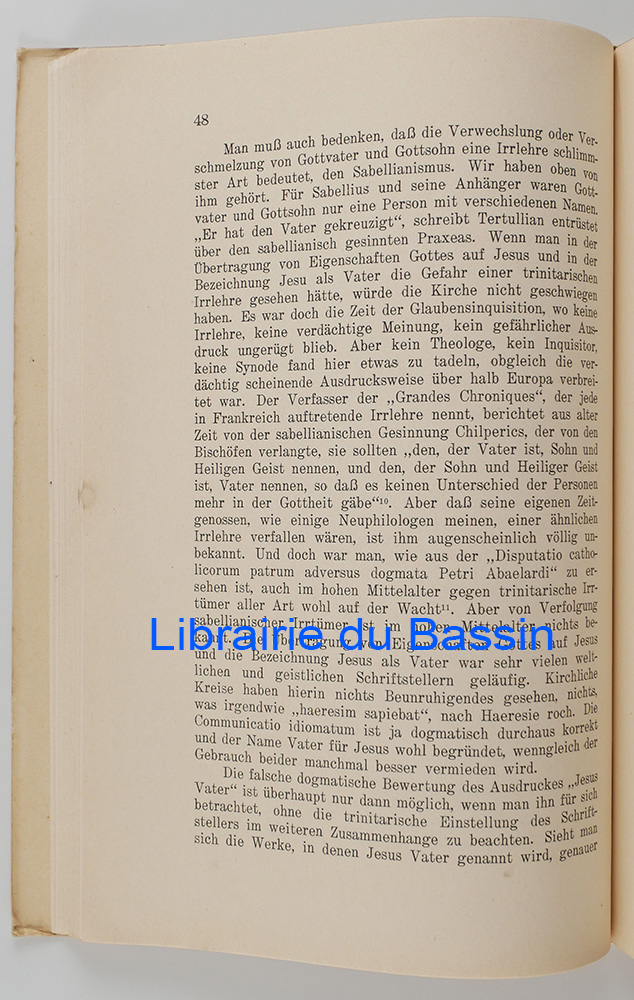 48
Man muß auch bedenken, daß die Verwechslung oder Ver-
schmelzung von Gottvater und Gottsohn eine Irrlehre schlimm-
ster Art bedeutet, den Sabellianismus. Wir haben oben von
ihm gehört. Für Sabellius und seine Anhänger waren Gott-
vater und Gottsohn nur eine Person mit verschiedenen Namen.
„Er hat den Vater gekreuzigt“, schreibt Tertullian entrüstet
über den sabellianisch gesinnten Praxeas. Wenn man in der
Übertragung von Eigenschaften Gottes auf Jesus und in der
Bezeichnung Jesu als Vater die Gefahr einer trinitarischen
Irrlehre gesehen hätte, würde die Kirche nicht geschwiegen
haben. Es war doch die Zeit der Glaubensinquisition, wo keine
Irrlehre, keine verdächtige Meinung, kein gefährlicher Aus-
druck ungerügt blieb. Aber kein Theologe, kein Inquisitor,
keine Synode fand hier etwas zu tadeln, obgleich die ver-
dächtig scheinende Ausdrucksweise über halb Europa verbrei-
tet war. Der Verfasser der „Grandes Chroniques“, der jede
in Frankreich auftretende Irrlehre nennt, berichtet aus alter
Zeit von der sabellianischen Gesinnung Chilperics, der von den
Bischöfen verlangte, sie sollten „den, der Vater ist, Sohn und
Heiligen Geist nennen, und den, der Sohn und Heiliger Geist
ist, Vater nennen, so daß es keinen Unterschied der Personen
mehr in der Gottheit gäbe“¹⁰. Aber daß seine eigenen Zeit-
genossen, wie einige Neuphilologen meinen, einer ähnlichen
Irrlehre verfallen wären, ist ihm augenscheinlich völlig un-
bekannt. Und doch war man, wie aus der „Disputatio catho-
licorum patrum adversus dogmata Petri Abaelardi“ zu er-
sehen ist, auch im hohen Mittelalter gegen trinitarische Irr-
tümer aller Art wohl auf der Wacht¹¹. Aber von Verfolgung
sabellianischer Irrtümer ist im hohen Mittelalter nichts be-
Librairie du Bassin
kannt. Die Übertragung von Eigenschaften Gottes auf Jesus
und die Bezeichnung Jesus als Vater war sehr vielen welt-
lichen und geistlichen Schriftstellern geläufig. Kirchliche
Kreise haben hierin nichts Beunruhigendes gesehen, nichts,
was irgendwie „haeresim sapiebat“, nach Haeresie roch. Die
Communicatio idiomatum ist ja dogmatisch durchaus korrekt
und der Name Vater für Jesus wohl begründet, wenngleich der
Gebrauch beider manchmal besser vermieden wird.
Die falsche dogmatische Bewertung des Ausdruckes „Jesus
Vater“ ist überhaupt nur dann möglich, wenn man ihn für sich
betrachtet, ohne die trinitarische Einstellung des Schrift-
stellers im weiteren Zusammenhange zu beachten. Sieht man
sich die Werke, in denen Jesus Vater genannt wird, genauer